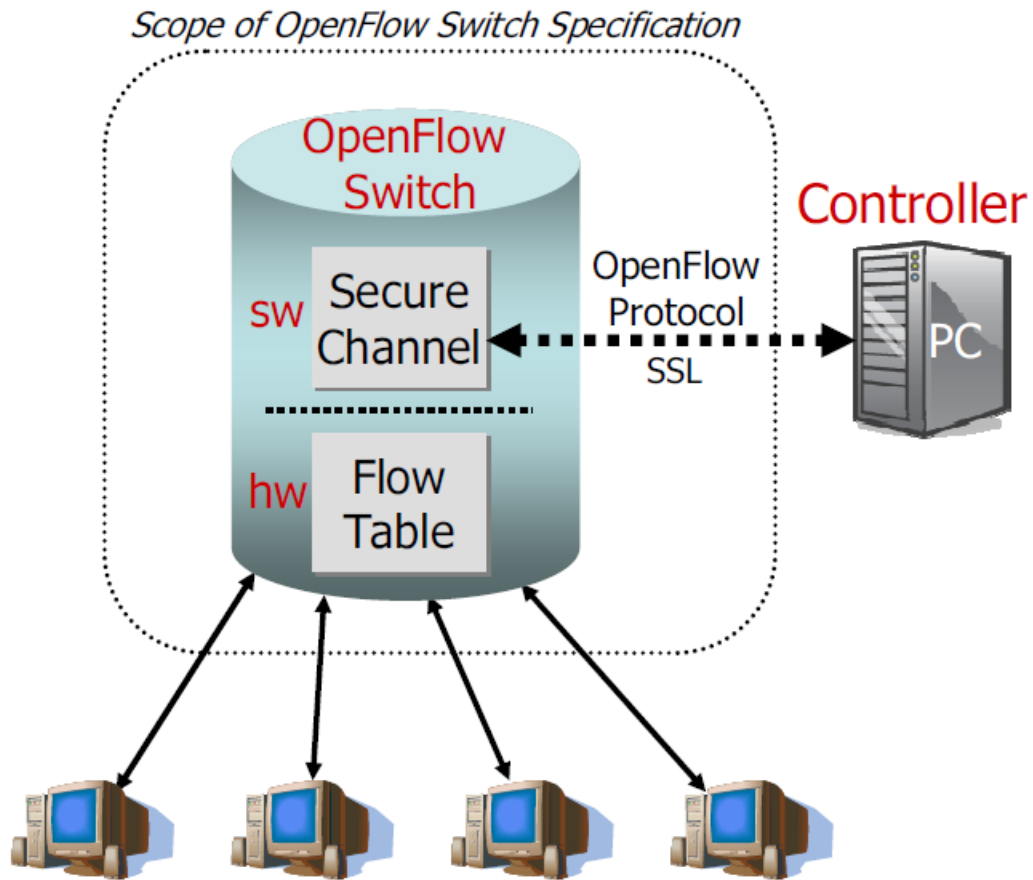 Scope of OpenFlow Switch Specification
OpenFlow
Switch
Controller
sw
Secure
Channel
OpenFlow
Protocol
SSL
PC
hw
Flow
Table